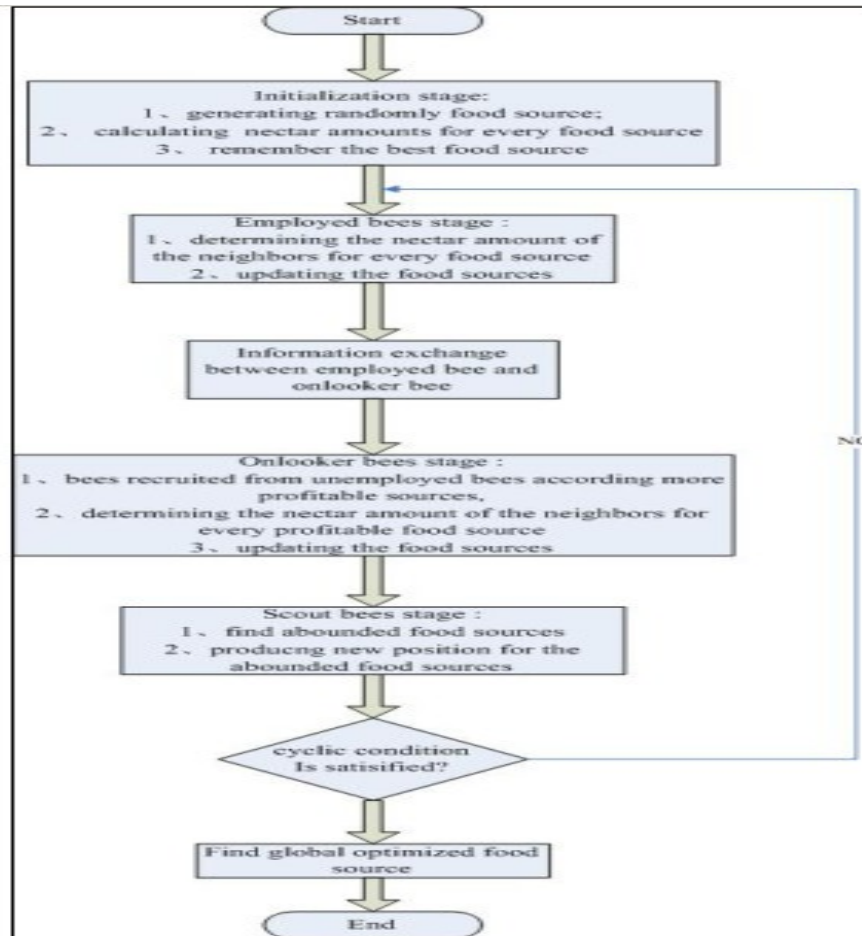 Start
Initialization stage:
1、generating randomly food source;
2、 calculating nectar amounts for every food source
3、 remember the best food source
Employed bees stage :
1、determining the nectar amount of
the neighbors for every food source
2、updating the food sources
Information exchange
between employed bee and
onlooker bee
Onlooker bees stage :
1、bees recruited from unemployed bees according more
profitable sources,
2、determining the nectar amount of the neighbors for
every profitable food source
3、updating the food sources
Scout bees stage :
1、find abounded food sources
2、producng new position for the
abounded food sources
NO
cyclic condition
Is satisified?
Find global optimized food
source
End